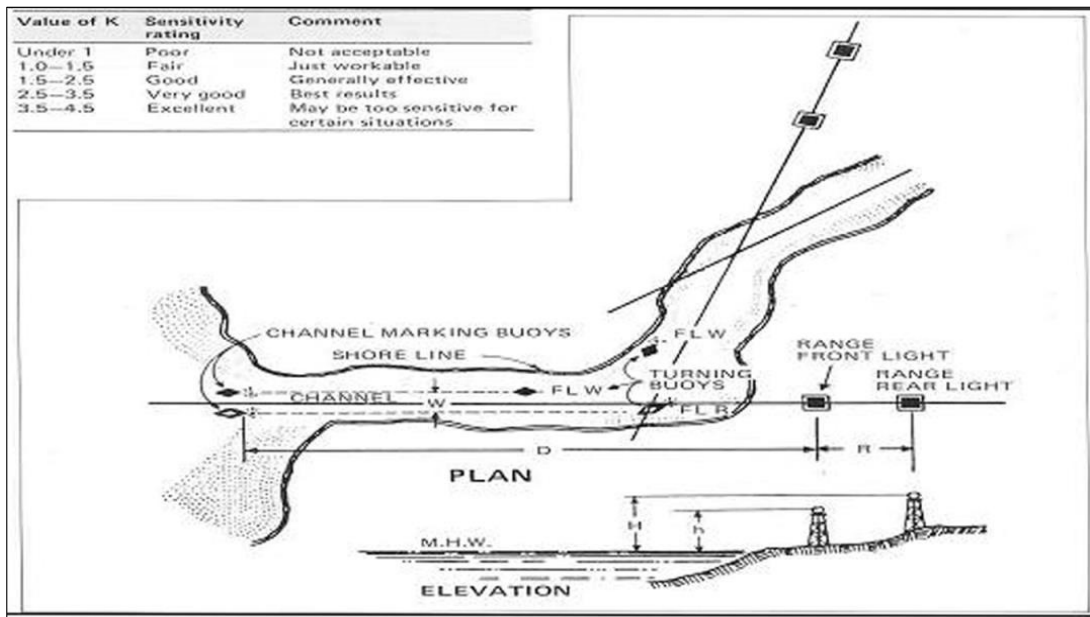 Value of K Sensitivity rating Comment
Under 1 Poor Not acceptable
1.0–1.5 Fair Just workable
1.5–2.5 Good Generally effective
2.5–3.5 Very good Best results
3.5–4.5 Excellent May be too sensitive for
certain situations
CHANNEL MARKING BUOYS
SHORE LINE
FL W
RANGE
FRONT LIGHT
RANGE
REAR LIGHT
TURNING
BUOYS
FL W
CHANNEL
W
FL R
D
R
PLAN
H
h
M.H.W.
ELEVATION